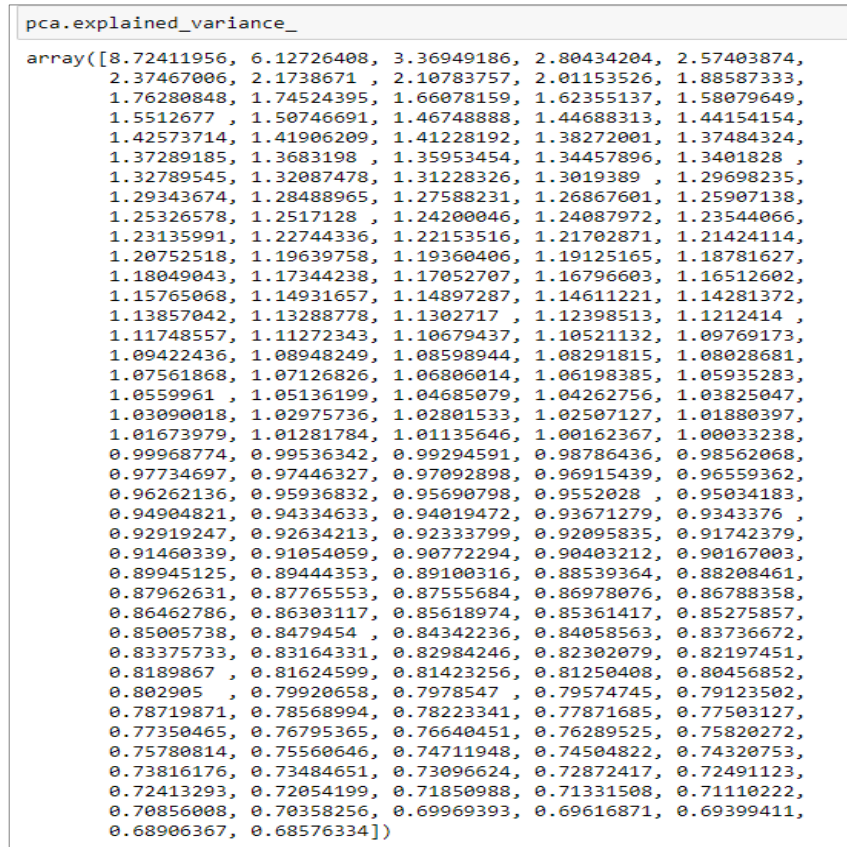 pca.explained_variance_
array([8.72411956, 6.12726408, 3.36949186, 2.80434204, 2.57403874,
2.37467006, 2.1738671 , 2.10783757, 2.01153526, 1.88587333,
1.76280848, 1.74524395, 1.66078159, 1.62355137, 1.58079649,
1.5512677 , 1.50746691, 1.46748888, 1.44688313, 1.44154154,
1.42573714, 1.41906209, 1.41228192, 1.38272001, 1.37484324,
1.37289185, 1.3683198 , 1.35953454, 1.34457896, 1.3401828 ,
1.32789545, 1.32087478, 1.31228326, 1.3019389 , 1.29698235,
1.29343674, 1.28488965, 1.27588231, 1.26867601, 1.25907138,
1.25326578, 1.2517128 , 1.24200046, 1.24087972, 1.23544066,
1.23135991, 1.22744336, 1.22153516, 1.21702871, 1.21424114,
1.20752518, 1.19639758, 1.19360406, 1.19125165, 1.18781627,
1.18049043, 1.17344238, 1.17052707, 1.16796603, 1.16512602,
1.15765068, 1.14931657, 1.14897287, 1.14611221, 1.14281372,
1.13857042, 1.13288778, 1.1302717 , 1.12398513, 1.1212414 ,
1.11748557, 1.11272343, 1.10679437, 1.10521132, 1.09769173,
1.09422436, 1.08948249, 1.08598944, 1.08291815, 1.08028681,
1.07561868, 1.07126826, 1.06806014, 1.06198385, 1.05935283,
1.0559961 , 1.05136199, 1.04685079, 1.04262756, 1.03825047,
1.03090018, 1.02975736, 1.02801533, 1.02507127, 1.01880397,
1.01673979, 1.01281784, 1.01135646, 1.00162367, 1.00033238,
0.99968774, 0.99536342, 0.99294591, 0.98786436, 0.98562068,
0.97734697, 0.97446327, 0.97092898, 0.96915439, 0.96559362,
0.96262136, 0.95936832, 0.95690798, 0.9552028 , 0.95034183,
0.94904821, 0.94334633, 0.94019472, 0.93671279, 0.9343376 ,
0.92919247, 0.92634213, 0.92333799, 0.92095835, 0.91742379,
0.91460339, 0.91054059, 0.90772294, 0.90403212, 0.90167003,
0.89945125, 0.89444353, 0.89100316, 0.88539364, 0.88208461,
0.87962631, 0.87765553, 0.87555684, 0.86978076, 0.86788358,
0.86462786, 0.86303117, 0.85618974, 0.85361417, 0.85275857,
0.85005738, 0.8479454 , 0.84342236, 0.84058563, 0.83736672,
0.83375733, 0.83164331, 0.82984246, 0.82302079, 0.82197451,
0.8189867 , 0.81624599, 0.81423256, 0.81250408, 0.80456852,
0.802905  , 0.79920658, 0.7978547 , 0.79574745, 0.79123502,
0.78719871, 0.78568994, 0.78223341, 0.77871685, 0.77503127,
0.77350465, 0.76795365, 0.76640451, 0.76289525, 0.75820272,
0.75780814, 0.75560646, 0.74711948, 0.74504822, 0.74320753,
0.73816176, 0.73484651, 0.73096624, 0.72872417, 0.72491123,
0.72413293, 0.72054199, 0.71850988, 0.71331508, 0.71110222,
0.70856008, 0.70358256, 0.69969393, 0.69616871, 0.69399411,
0.68906367, 0.68576334])